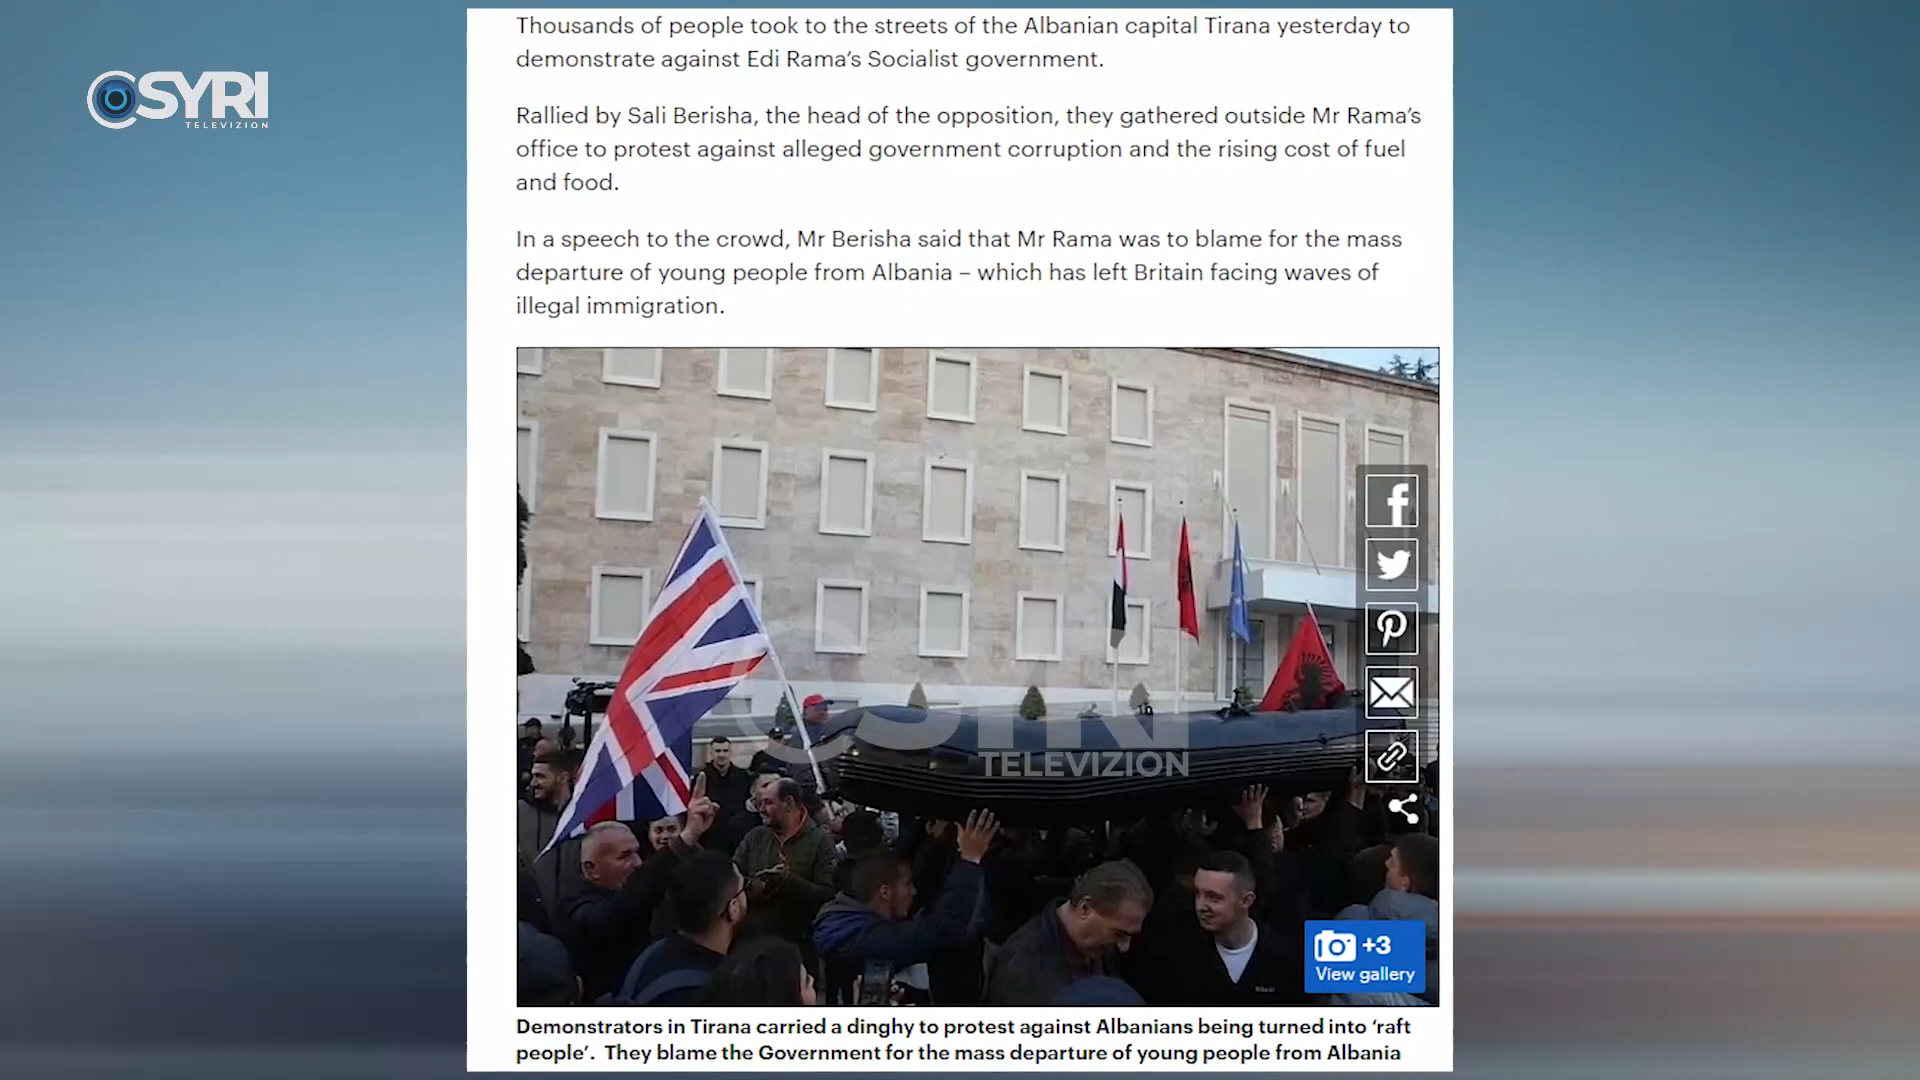 SYRI
TELEVIZION
Thousands of people took to the streets of the Albanian capital Tirana yesterday to
demonstrate against Edi Rama’s Socialist government.
Rallied by Sali Berisha, the head of the opposition, they gathered outside Mr Rama’s
office to protest against alleged government corruption and the rising cost of fuel
and food.
In a speech to the crowd, Mr Berisha said that Mr Rama was to blame for the mass
departure of young people from Albania – which has left Britain facing waves of
illegal immigration.
SYRI
TELEVIZION
+3
View gallery
Demonstrators in Tirana carried a dinghy to protest against Albanians being turned into ‘raft
people’. They blame the Government for the mass departure of young people from Albania